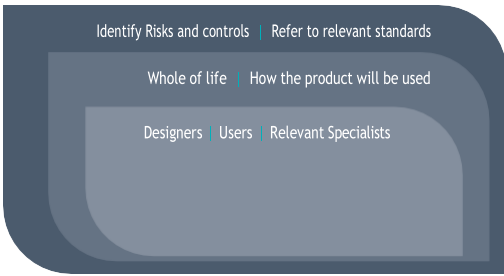 Identify Risks and controls | Refer to relevant standards
Whole of life | How the product will be used
Designers | Users | Relevant Specialists